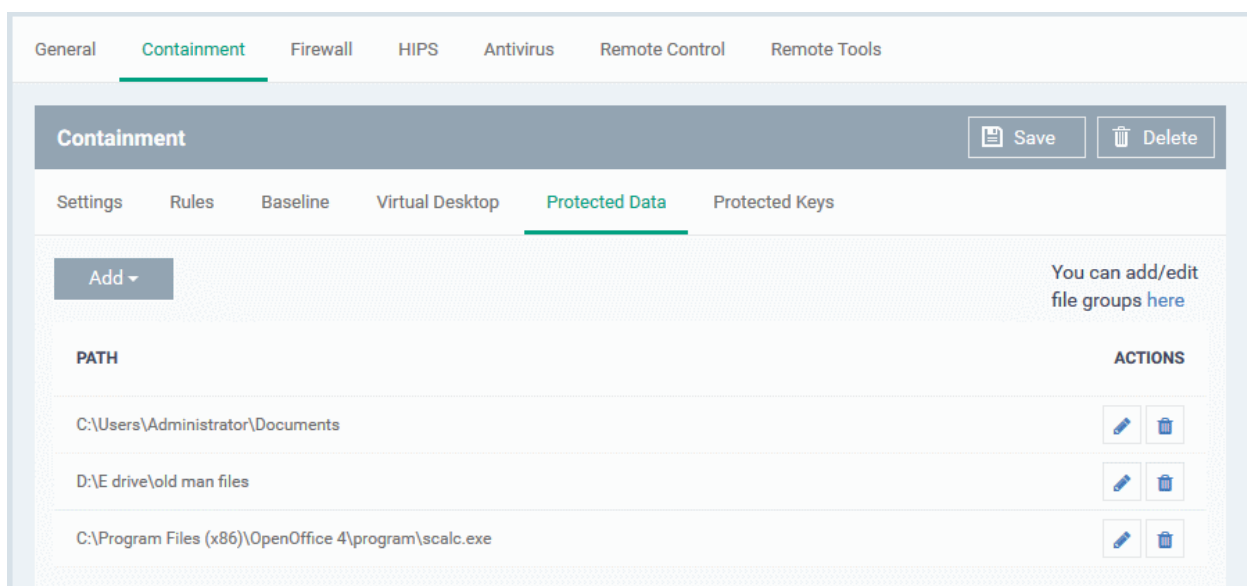 General Containment Firewall HIPS Antivirus Remote Control Remote Tools
Containment Save Delete
Settings Rules Baseline Virtual Desktop Protected Data Protected Keys
Add
You can add/edit
file groups here
PATH ACTIONS
C:\Users\Administrator\Documents
D:\E drive\old man files
C:\Program Files (x86)\OpenOffice 4\program\scalc.exe